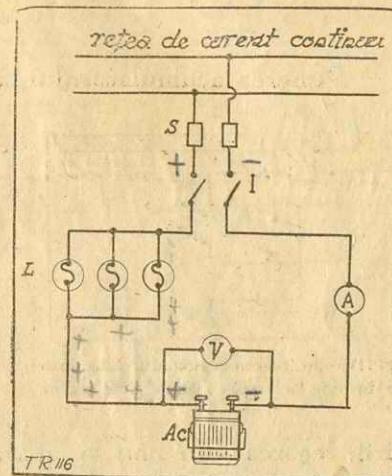 rețea de curent continuu
S
+ -
I
L
A
V
+ -
Ac
TR 116